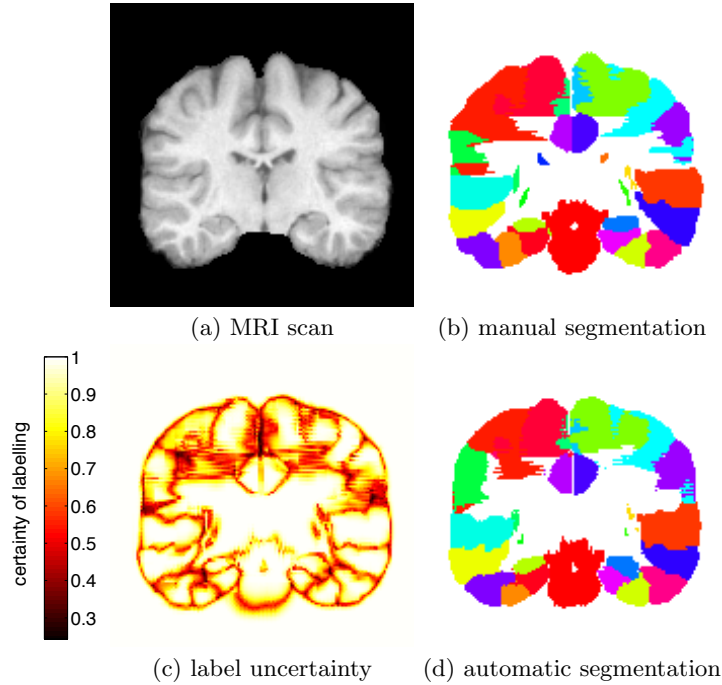 (a) MRI scan
(b) manual segmentation
certainty of labelling
1
0.9
0.8
0.7
0.6
0.5
0.4
0.3
(c) label uncertainty
(d) automatic segmentation